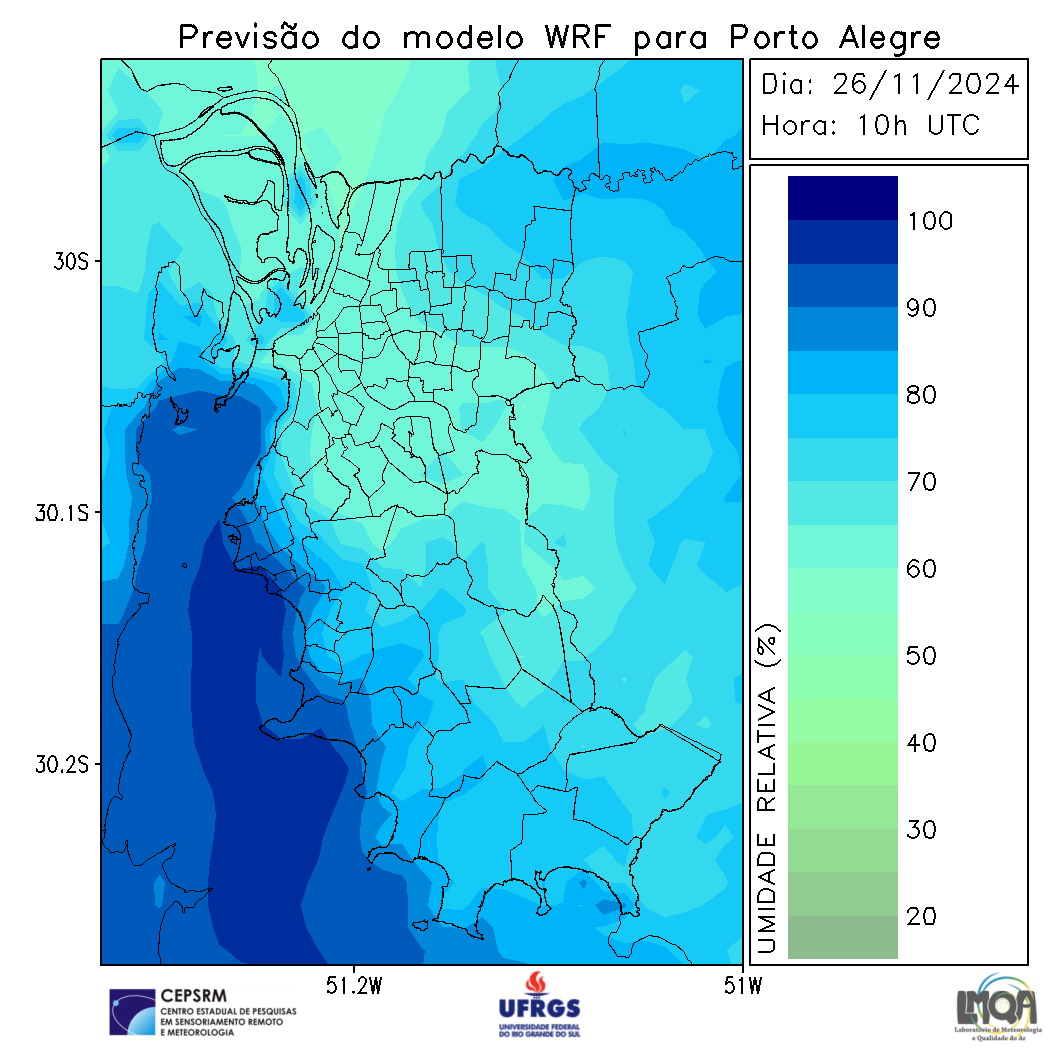 Previsão do modelo WRF para Porto Alegre
Dia: 26/11/2024
Hora: 10h UTC
30S
30.1S
30.2S
51.2W
51W
100
90
80
70
60
50
40
30
20
UMIDADE RELATIVA (%)
CEPSRM
CENTRO ESTADUAL DE PESQUISAS
EM SENSORIAMENTO REMOTO
E METEOROLOGIA
UFRGS
UNIVERSIDADE FEDERAL
DO RIO GRANDE DO SUL
LMQA
Laboratório de Meteorologia
e Qualidade do Ar